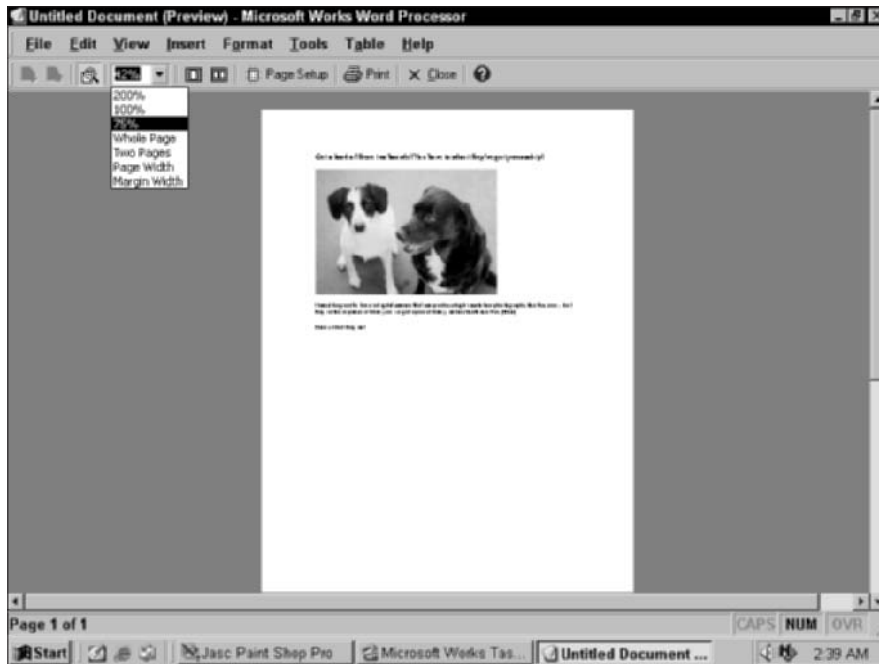 Untitled Document (Preview) - Microsoft Works Word Processor
File Edit View Insert Format Tools Table Help
42% Page Setup Print Close
200%
100%
75%
Whole Page
Two Pages
Page Width
Margin Width
Page 1 of 1
CAPS NUM OVR
Start Jasc Paint Shop Pro Microsoft Works Tas... Untitled Document ... 2:39 AM